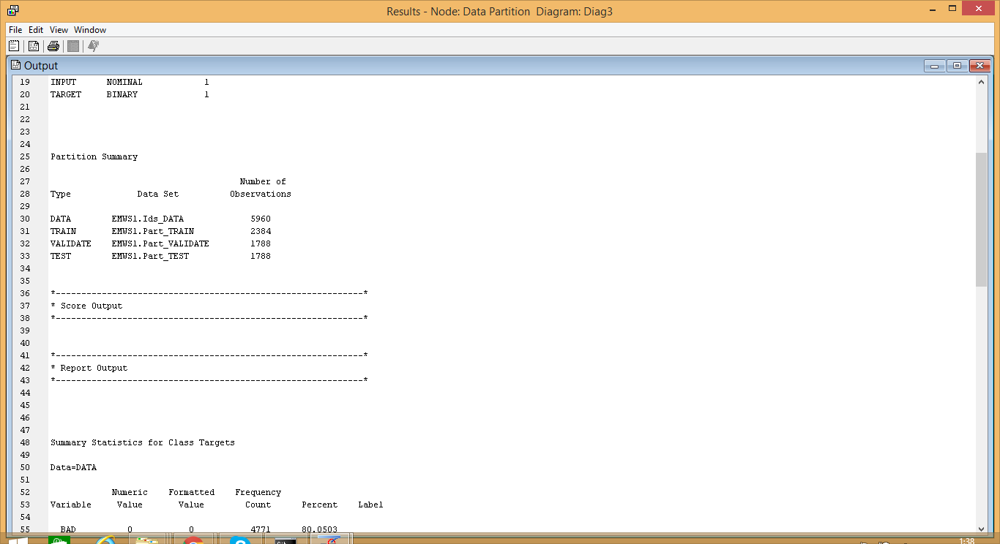 Results - Node: Data Partition Diagram: Diag3
File Edit View Window
Output
19 INPUT NOMINAL 1
20 TARGET BINARY 1
21
22
23
24
25 Partition Summary
26
27 Number of
28 Type Data Set Observations
29
30 DATA EMWS1.Ids_DATA 5960
31 TRAIN EMWS1.Part_TRAIN 2384
32 VALIDATE EMWS1.Part_VALIDATE 1788
33 TEST EMWS1.Part_TEST 1788
34
35
36 *------------------------------------------------------------*
37 * Score Output
38 *------------------------------------------------------------*
39
40
41 *------------------------------------------------------------*
42 * Report Output
43 *------------------------------------------------------------*
44
45
46
47
48 Summary Statistics for Class Targets
49
50 Data=DATA
51
52 Numeric Formatted Frequency
53 Variable Value Value Count Percent Label
54
55 BAD 0 0 4771 80.0503
1:38